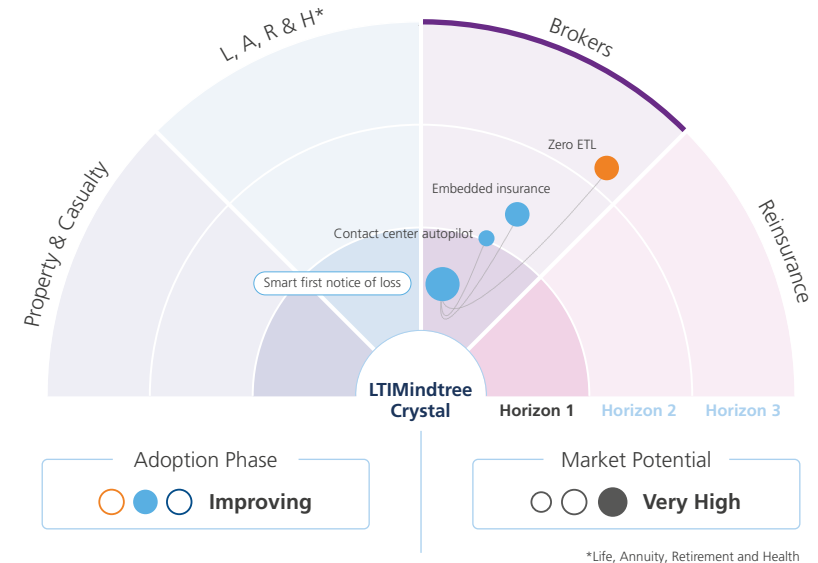 L, A, R & H*
Brokers
Property & Casualty
Reinsurance
Zero ETL
Embedded insurance
Contact center autopilot
Smart first notice of loss
LTIMindtree
Crystal
Horizon 1
Horizon 2
Horizon 3
Adoption Phase
Improving
Market Potential
Very High
*Life, Annuity, Retirement and Health